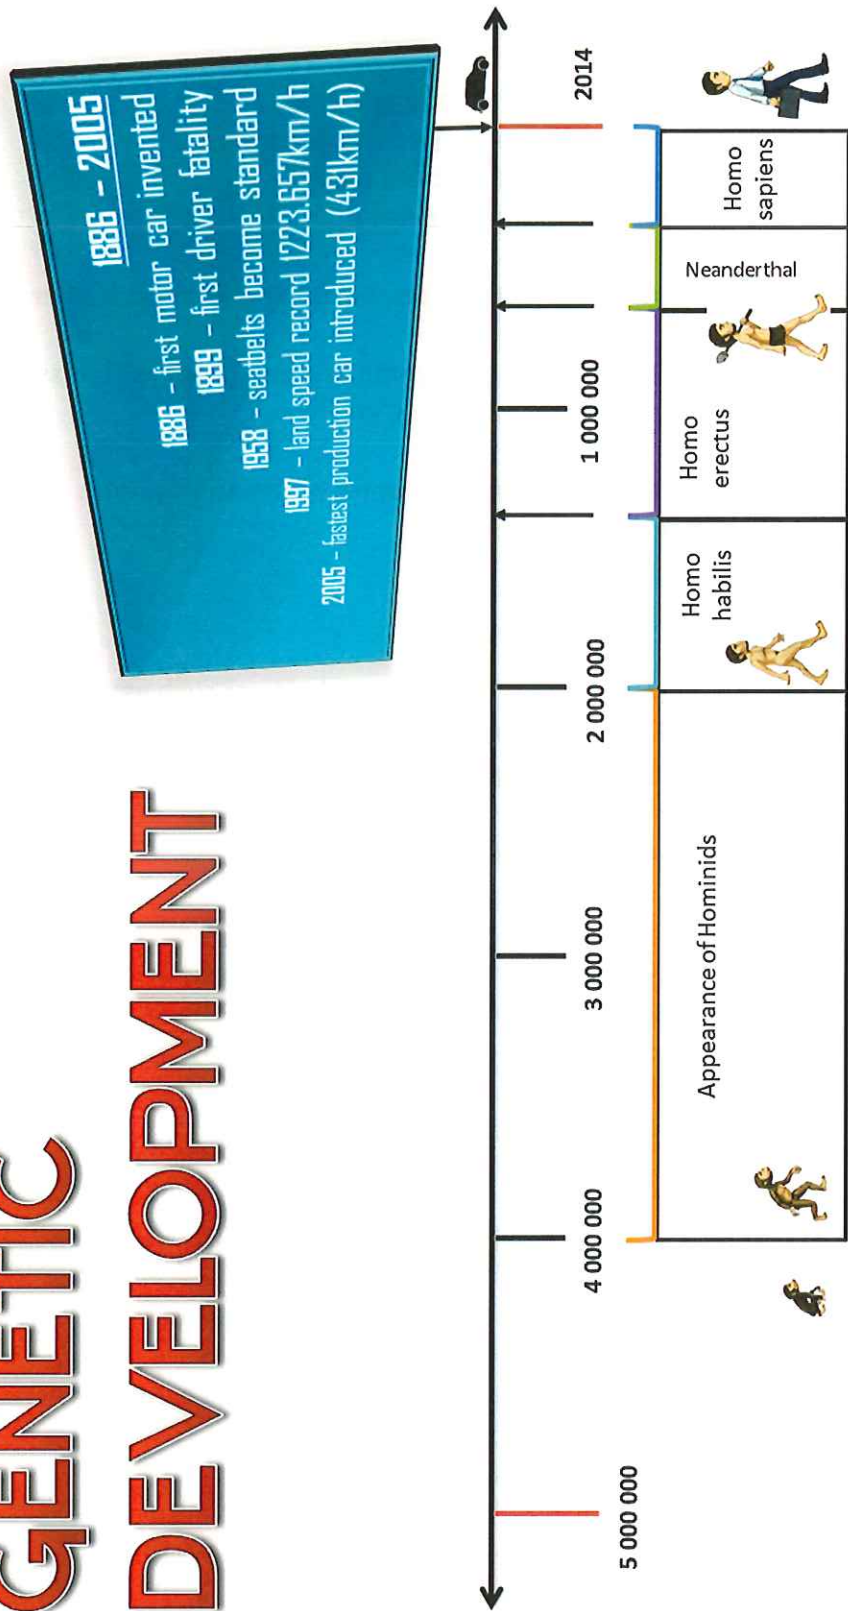 GENETIC
DEVELOPMENT
1886 - 2005
1886 - first motor car invented
1899 - first driver fatality
1958 - seatbelts become standard
1997 - land speed record 1223.657km/h
2005 - fastest production car introduced (431km/h)
5 000 000
4 000 000
3 000 000
2 000 000
1 000 000
2014
Appearance of Hominids
Homo
habilis
Homo
erectus
Neanderthal
Homo
sapiens